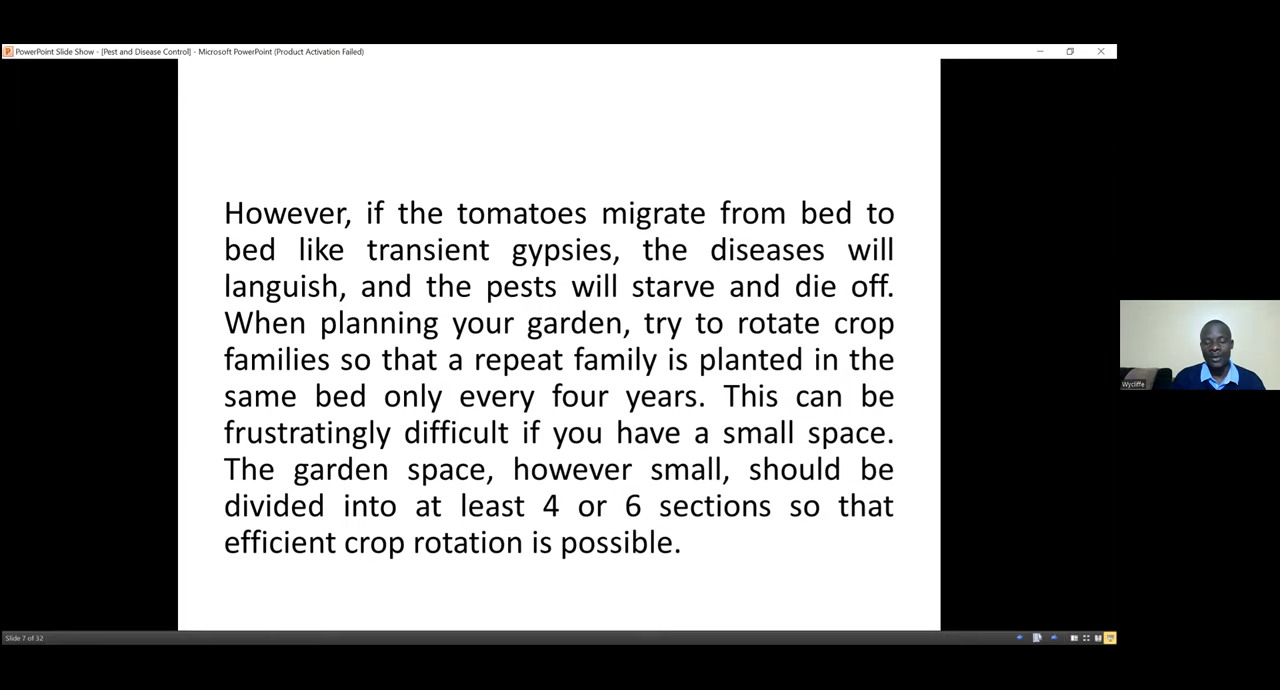 PowerPoint Slide Show - [Pest and Disease Control] - Microsoft PowerPoint (Product Activation Failed)
However, if the tomatoes migrate from bed to
bed like transient gypsies, the diseases will
languish, and the pests will starve and die off.
When planning your garden, try to rotate crop
families so that a repeat family is planted in the
same bed only every four years. This can be
frustratingly difficult if you have a small space.
The garden space, however small, should be
divided into at least 4 or 6 sections so that
efficient crop rotation is possible.
Wycliffe
Slide 7 of 32